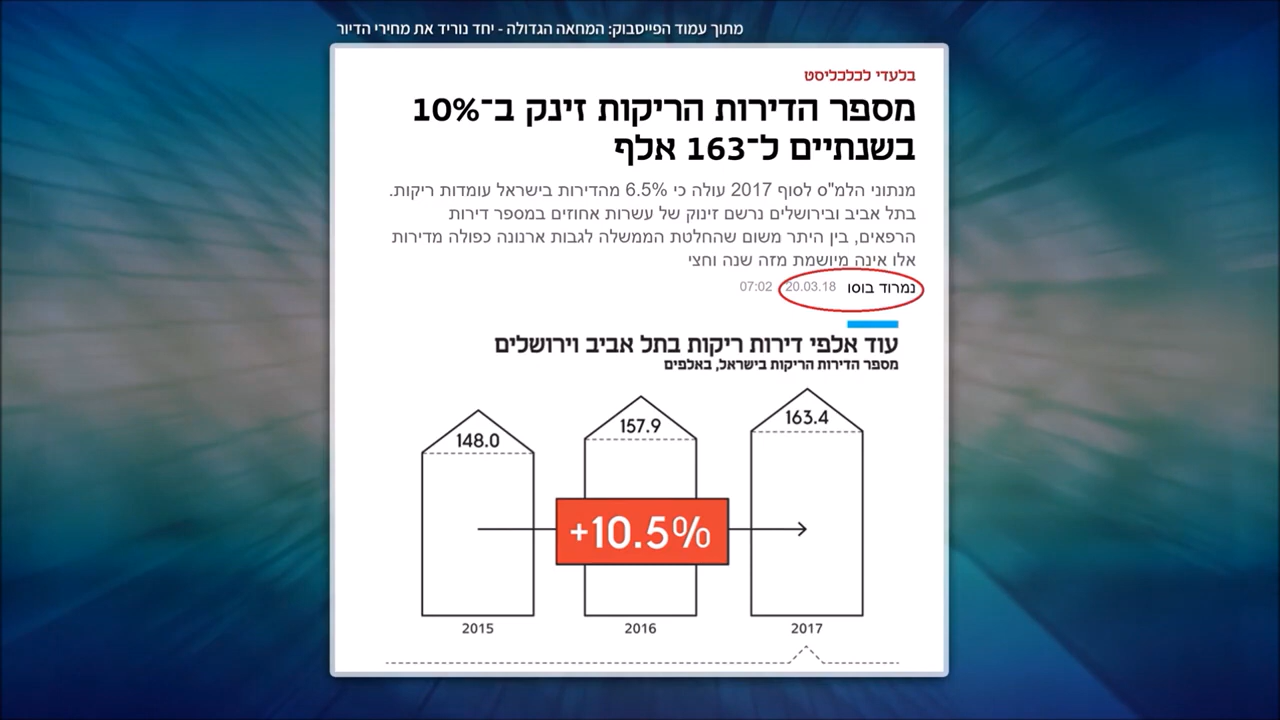 מתוך עמוד הפייסבוק: המחאה הגדולה - יחד נוריד את מחירי הדיור
בלעדי לכלכליסט
מספר הדירות הריקות זינק ב־10%
בשנתיים ל־163 אלף
מנתוני הלמ"ס לסוף 2017 עולה כי 6.5% מהדירות בישראל עומדות ריקות.
בתל אביב ובירושלים נרשם זינוק של עשרות אחוזים במספר דירות
הרפאים, בין היתר משום שהחלטת הממשלה לגבות ארנונה כפולה מדירות
אלו אינה מיושמת מזה שנה וחצי
נמרוד בוסו 20.03.18 07:02
עוד אלפי דירות ריקות בתל אביב וירושלים
מספר הדירות הריקות בישראל, באלפים
148.0 157.9 163.4
+10.5%
2015 2016 2017